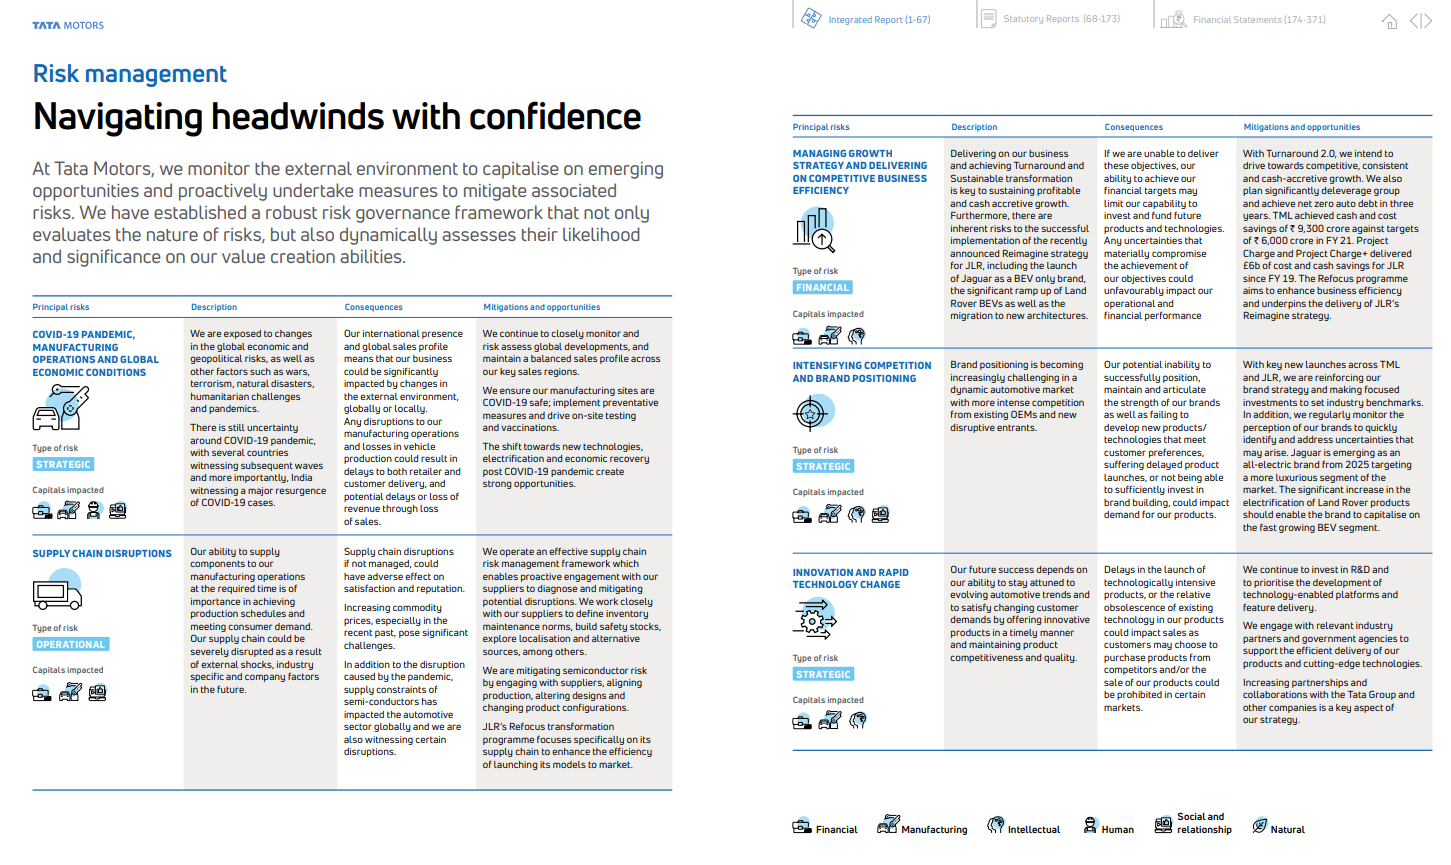 TATA MOTORS
Integrated Report (1-67)
Statutory Reports (68-173)
Financial Statements (174-371)
Risk management
Navigating headwinds with confidence
At Tata Motors, we monitor the external environment to capitalise on emerging
opportunities and proactively undertake measures to mitigate associated
risks. We have established a robust risk governance framework that not only
evaluates the nature of risks, but also dynamically assesses their likelihood
and significance on our value creation abilities.
Principal risks
Description
Consequences
Mitigations and opportunities
COVID-19 PANDEMIC,
MANUFACTURING
OPERATIONS AND GLOBAL
ECONOMIC CONDITIONS
Type of risk
STRATEGIC
Capitals impacted
We are exposed to changes
in the global economic and
geopolitical risks, as well as
other factors such as wars,
terrorism, natural disasters,
humanitarian challenges
and pandemics.
There is still uncertainty
around COVID-19 pandemic,
with several countries
witnessing subsequent waves
and more importantly, India
witnessing a major resurgence
of COVID-19 cases.
Our international presence
and global sales profile
means that our business
could be significantly
impacted by changes in
the external environment,
globally or locally.
Any disruptions to our
manufacturing operations
and losses in vehicle
production could result in
delays to both retailer and
customer delivery, and
potential delays or loss of
revenue through loss
of sales.
We continue to closely monitor and
risk assess global developments, and
maintain a balanced sales profile across
our key sales regions.
We ensure our manufacturing sites are
COVID-19 safe; implement preventative
measures and drive on-site testing
and vaccinations.
The shift towards new technologies,
electrification and economic recovery
post COVID-19 pandemic create
strong opportunities.
SUPPLY CHAIN DISRUPTIONS
Type of risk
OPERATIONAL
Capitals impacted
Our ability to supply
components to our
manufacturing operations
at the required time is of
importance in achieving
production schedules and
meeting consumer demand.
Our supply chain could be
severely disrupted as a result
of external shocks, industry
specific and company factors
in the future.
Supply chain disruptions
if not managed, could
have adverse effect on
satisfaction and reputation.
Increasing commodity
prices, especially in the
recent past, pose significant
challenges.
In addition to the disruption
caused by the pandemic,
supply constraints of
semi-conductors has
impacted the automotive
sector globally and we are
also witnessing certain
disruptions.
We operate an effective supply chain
risk management framework which
enables proactive engagement with our
suppliers to diagnose and mitigating
potential disruptions. We work closely
with our suppliers to define inventory
maintenance norms, build safety stocks,
explore localisation and alternative
sources, among others.
We are mitigating semiconductor risk
by engaging with suppliers, aligning
production, altering designs and
changing product configurations.
JLR's Refocus transformation
programme focuses specifically on its
supply chain to enhance the efficiency
of launching its models to market.
Principal risks
Description
Consequences
Mitigations and opportunities
MANAGING GROWTH
STRATEGY AND DELIVERING
ON COMPETITIVE BUSINESS
EFFICIENCY
Type of risk
FINANCIAL
Capitals impacted
Delivering on our business
and achieving Turnaround and
Sustainable transformation
is key to sustaining profitable
and cash accretive growth.
Furthermore, there are
inherent risks to the successful
implementation of the recently
announced Reimagine strategy
for JLR, including the launch
of Jaguar as a BEV only brand,
the significant ramp up of Land
Rover BEVs as well as the
migration to new architectures.
If we are unable to deliver
these objectives, our
ability to achieve our
financial targets may
limit our capability to
invest and fund future
products and technologies.
Any uncertainties that
materially compromise
the achievement of
our objectives could
unfavourably impact our
operational and
financial performance
With Turnaround 2.0, we intend to
drive towards competitive, consistent
and cash-accretive growth. We also
plan significantly deleverage group
and achieve net zero auto debt in three
years. TML achieved cash and cost
savings of ₹ 9,300 crore against targets
of ₹ 6,000 crore in FY 21. Project
Charge and Project Charge+ delivered
£6b of cost and cash savings for JLR
since FY 19. The Refocus programme
aims to enhance business efficiency
and underpins the delivery of JLR's
Reimagine strategy.
INTENSIFYING COMPETITION
AND BRAND POSITIONING
Type of risk
STRATEGIC
Capitals impacted
Brand positioning is becoming
increasingly challenging in a
dynamic automotive market
with more intense competition
from existing OEMs and new
disruptive entrants.
Our potential inability to
successfully position,
maintain and articulate
the strength of our brands
as well as failing to
develop new products/
technologies that meet
customer preferences,
suffering delayed product
launches, or not being able
to sufficiently invest in
brand building, could impact
demand for our products.
With key new launches across TML
and JLR, we are reinforcing our
brand strategy and making focused
investments to set industry benchmarks.
In addition, we regularly monitor the
perception of our brands to quickly
identify and address uncertainties that
may arise. Jaguar is emerging as an
all-electric brand from 2025 targeting
a more luxurious segment of the
market. The significant increase in the
electrification of Land Rover products
should enable the brand to capitalise on
the fast growing BEV segment.
INNOVATION AND RAPID
TECHNOLOGY CHANGE
Type of risk
STRATEGIC
Capitals impacted
Our future success depends on
our ability to stay attuned to
evolving automotive trends and
to satisfy changing customer
demands by offering innovative
products in a timely manner
and maintaining product
competitiveness and quality.
Delays in the launch of
technologically intensive
products, or the relative
obsolescence of existing
technology in our products
could impact sales as
customers may choose to
purchase products from
competitors and/or the
sale of our products could
be prohibited in certain
markets.
We continue to invest in R&D and
to prioritise the development of
technology-enabled platforms and
feature delivery.
We engage with relevant industry
partners and government agencies to
support the efficient delivery of our
products and cutting-edge technologies.
Increasing partnerships and
collaborations with the Tata Group and
other companies is a key aspect of
our strategy.
Financial
Manufacturing
Intellectual
Human
Social and
relationship
Natural